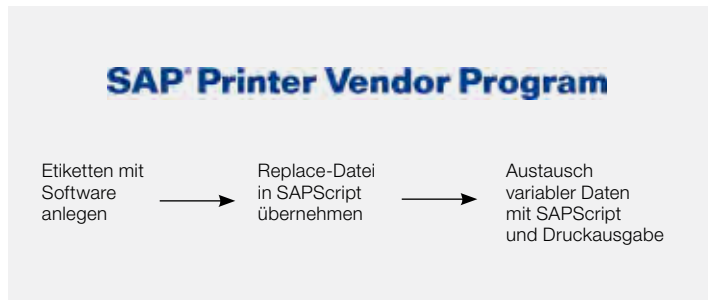 SAP® Printer Vendor Program
Etiketten mit
Software
anlegen
Replace-Datei
in SAPScript
übernehmen
Austausch
variabler Daten
mit SAPScript
und Druckausgabe